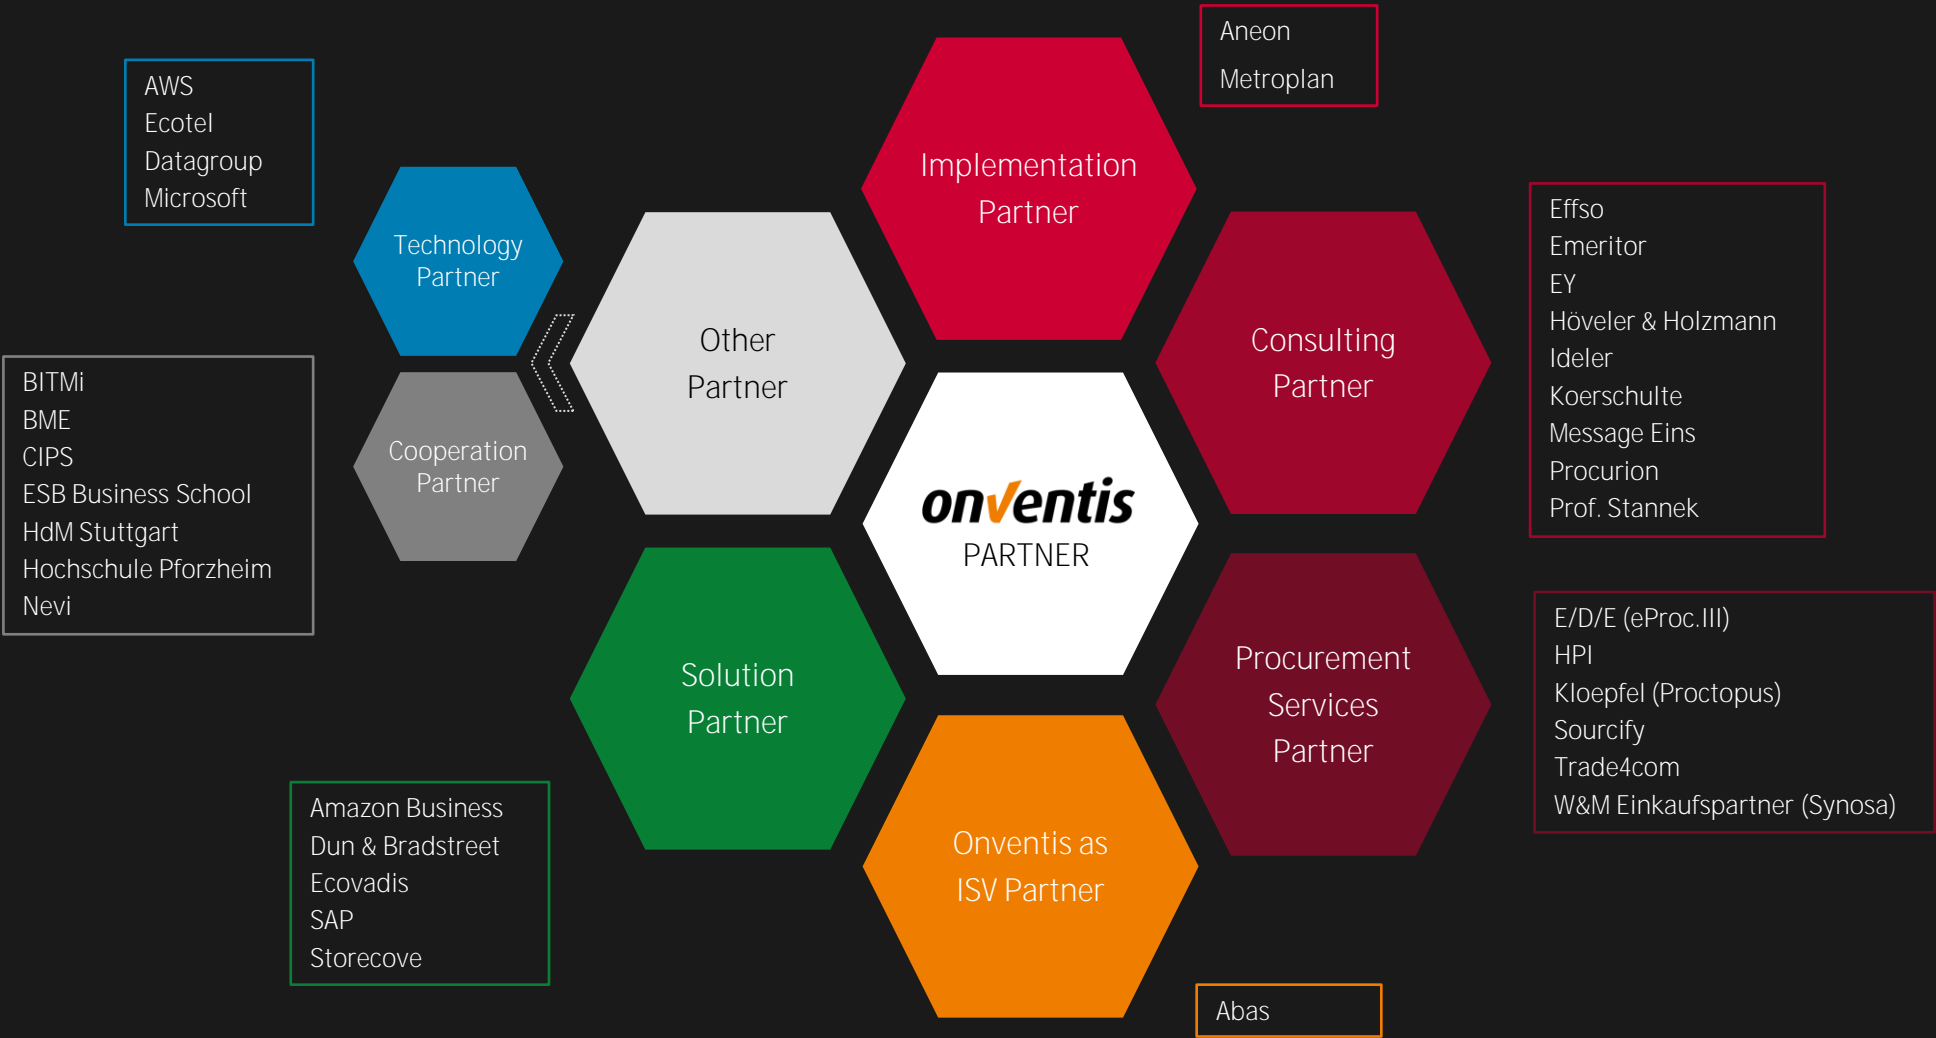 Aneon
Metroplan
AWS
Ecotel
Datagroup
Microsoft
Implementation
Partner
Technology
Partner
Other
Partner
Consulting
Partner
Effso
Emeritor
EY
Höveler & Holzmann
Ideler
Koerschulte
Message Eins
Procurion
Prof. Stannek
BITMi
BME
CIPS
ESB Business School
HdM Stuttgart
Hochschule Pforzheim
Nevi
Cooperation
Partner
onventis
PARTNER
Solution
Partner
Procurement
Services
Partner
E/D/E (eProc.III)
HPI
Kloepfel (Proctopus)
Sourcify
Trade4com
W&M Einkaufspartner (Synosa)
Amazon Business
Dun & Bradstreet
Ecovadis
SAP
Storecove
Onventis as
ISV Partner
Abas